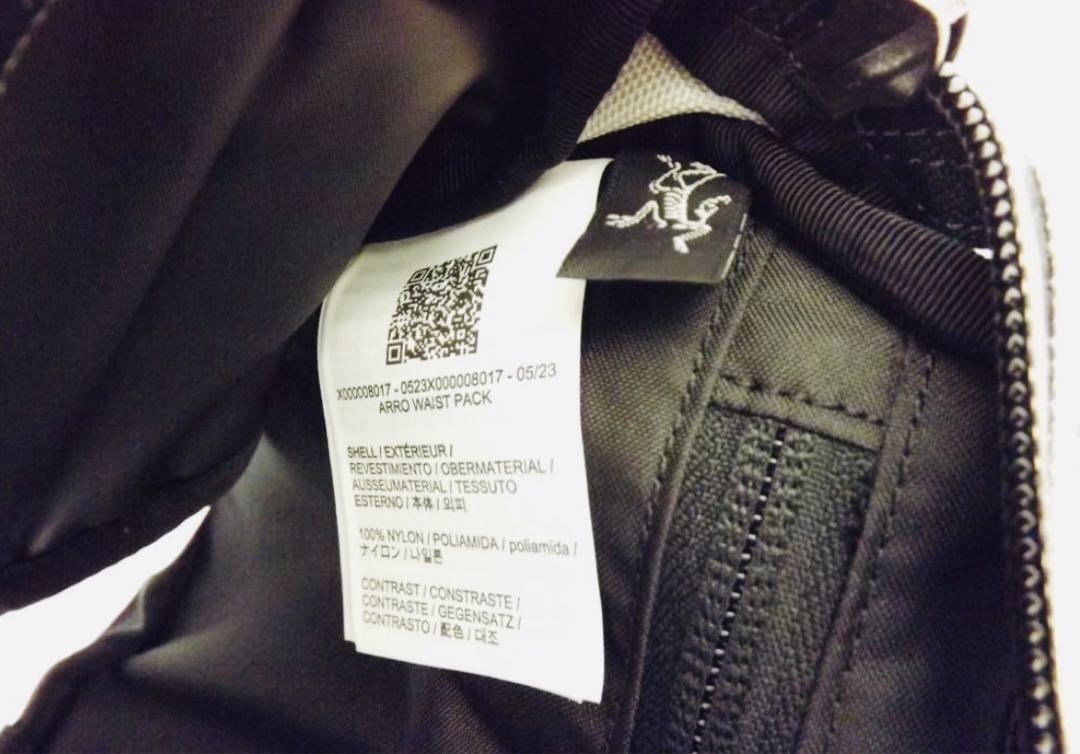 X000008017 - 0523X000008017 - 05/23
ARRO WAIST PACK
SHELL / EXTÉRIEUR /
REVESTIMIENTO / OBERMATERIAL /
AUSSEUMATERIAL / TESSUTO
ESTERNO / 本体 / 외피
100% NYLON / POLIAMIDA / poliamida /
ナイロン / 나일론
CONTRAST / CONSTRASTE /
CONTRASTE / GEGENSATZ /
CONTRASTO / 配色 / 대조